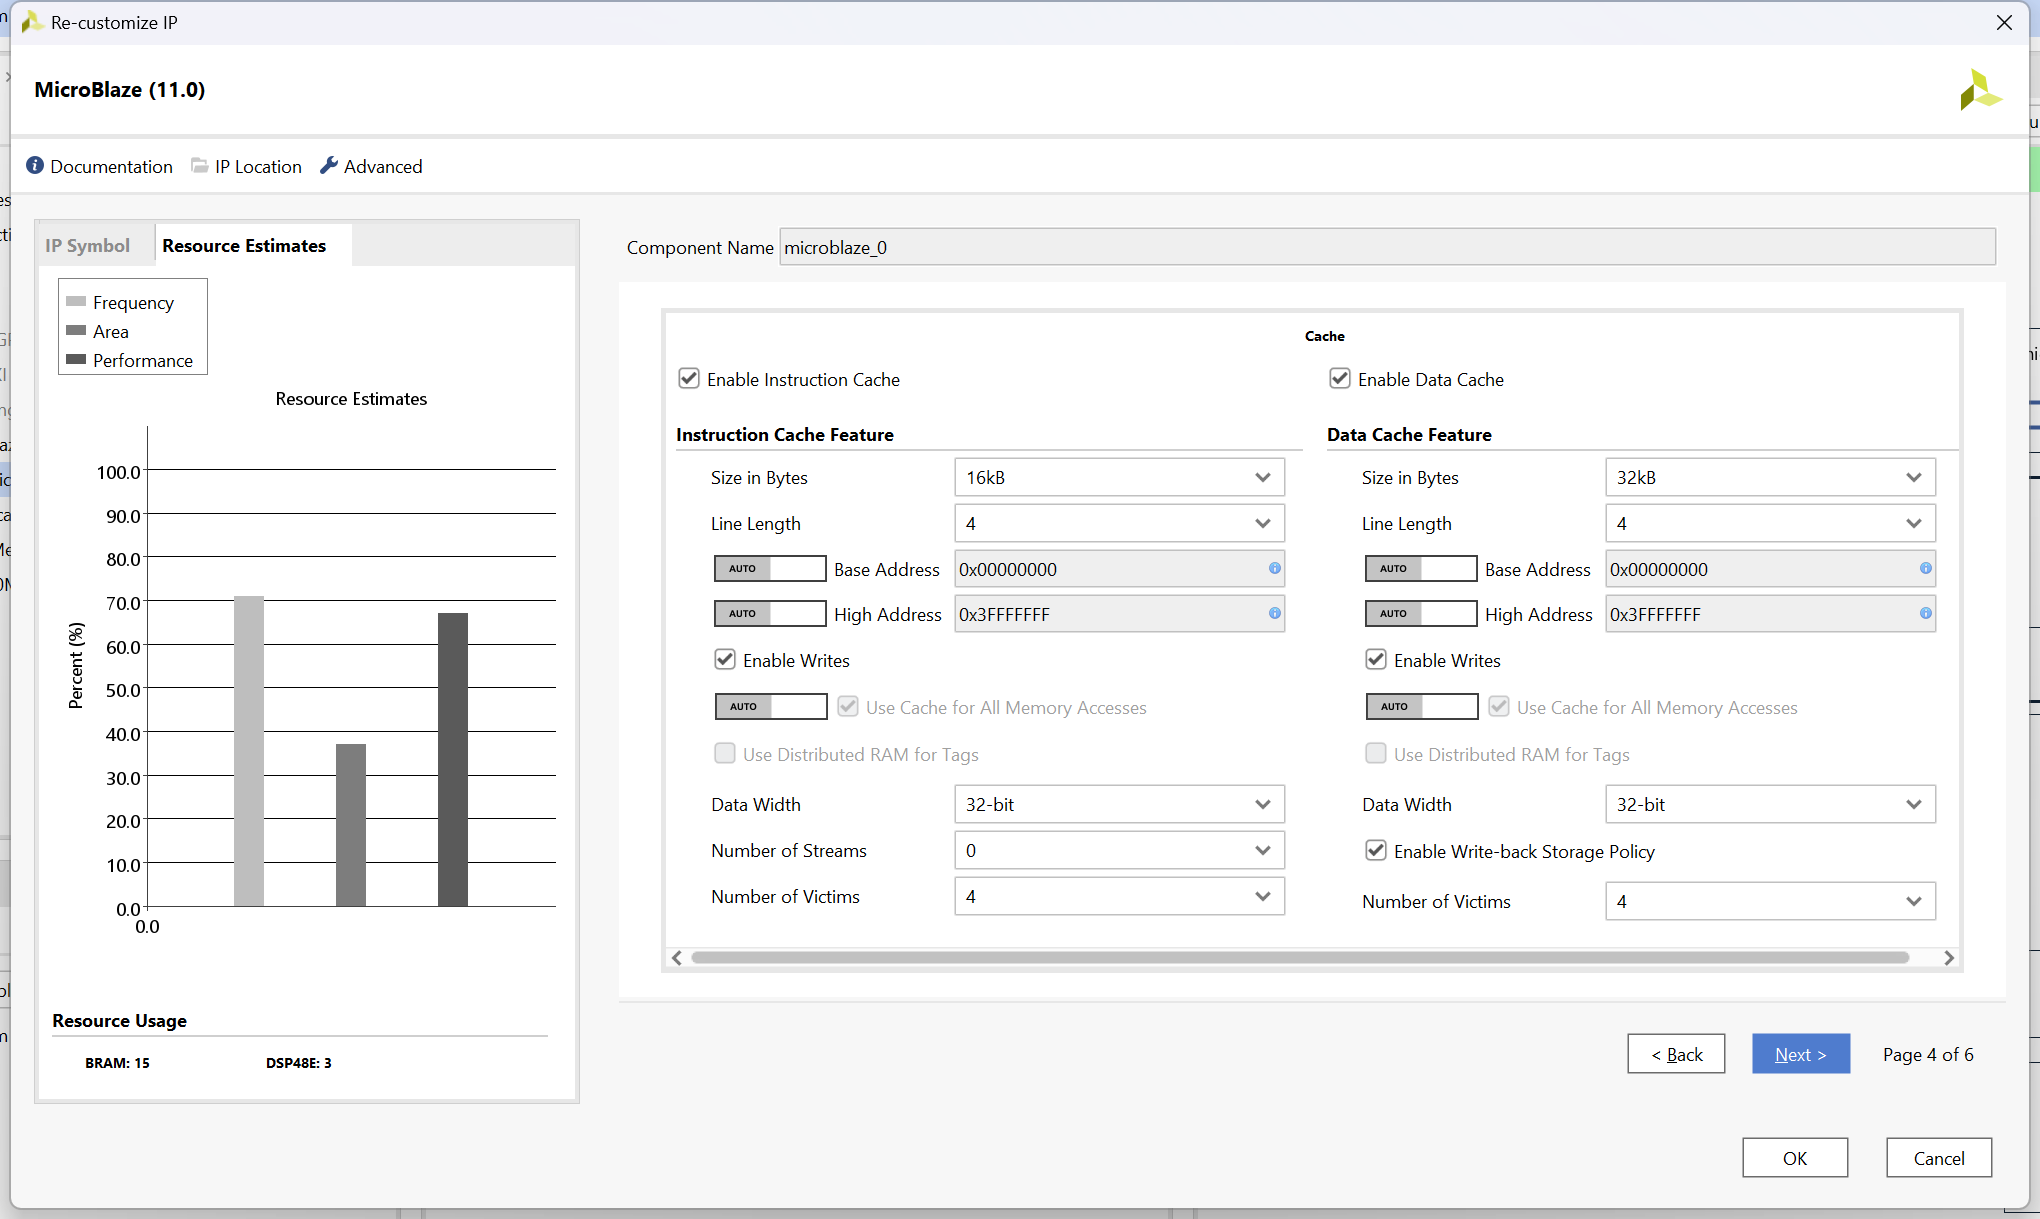 Re-customize IP
MicroBlaze (11.0)
Documentation IP Location Advanced
IP Symbol Resource Estimates
Frequency
Area
Performance
Resource Estimates
Percent (%)
100.0
90.0
80.0
70.0
60.0
50.0
40.0
30.0
20.0
10.0
0.0
0.0
Resource Usage
BRAM: 15 DSP48E: 3
Component Name microblaze_0
Cache
Enable Instruction Cache
Instruction Cache Feature
Size in Bytes 16kB
Line Length 4
AUTO Base Address 0x00000000
AUTO High Address 0x3FFFFFFF
Enable Writes
AUTO Use Cache for All Memory Accesses
Use Distributed RAM for Tags
Data Width 32-bit
Number of Streams 0
Number of Victims 4
Enable Data Cache
Data Cache Feature
Size in Bytes 32kB
Line Length 4
AUTO Base Address 0x00000000
AUTO High Address 0x3FFFFFFF
Enable Writes
AUTO Use Cache for All Memory Accesses
Use Distributed RAM for Tags
Data Width 32-bit
Enable Write-back Storage Policy
Number of Victims 4
< Back Next > Page 4 of 6
OK Cancel